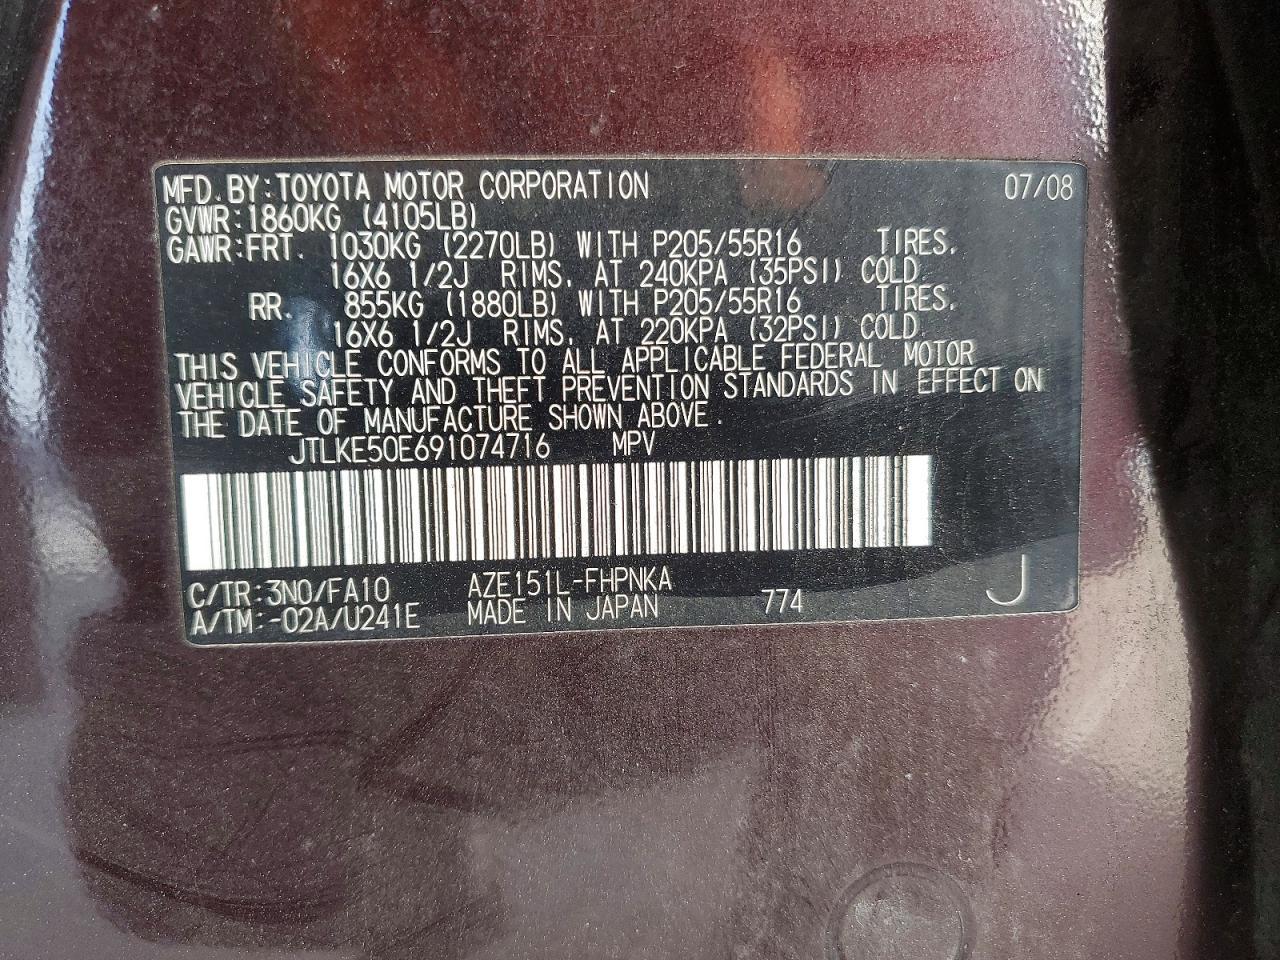 MFD. BY: TOYOTA MOTOR CORPORATION 07/08
GVWR: 1860KG (4105LB)
GAWR: FRT. 1030KG (2270LB) WITH P205/55R16 TIRES,
16X6 1/2J RIMS, AT 240KPA (35PSI) COLD.
RR. 855KG (1880LB) WITH P205/55R16 TIRES,
16X6 1/2J RIMS, AT 220KPA (32PSI) COLD.
THIS VEHICLE CONFORMS TO ALL APPLICABLE FEDERAL MOTOR
VEHICLE SAFETY AND THEFT PREVENTION STANDARDS IN EFFECT ON
THE DATE OF MANUFACTURE SHOWN ABOVE.
JTLKE50E691074716 MPV
C/TR: 3N0/FA10 AZE151L-FHPNKA
A/TM: -02A/U241E MADE IN JAPAN 774 J